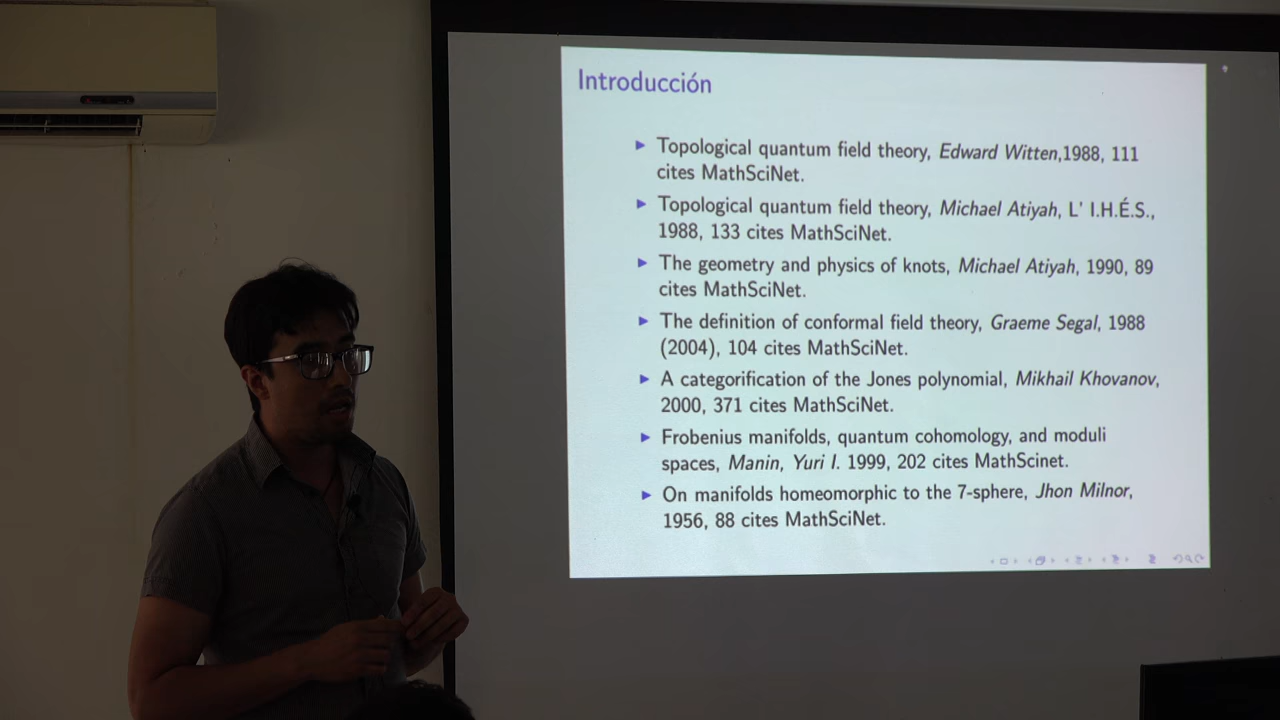 Introducción
Topological quantum field theory, Edward Witten,1988, 111
cites MathSciNet.
Topological quantum field theory, Michael Atiyah, L' I.H.É.S.,
1988, 133 cites MathSciNet.
The geometry and physics of knots, Michael Atiyah, 1990, 89
cites MathSciNet.
The definition of conformal field theory, Graeme Segal, 1988
(2004), 104 cites MathSciNet.
A categorification of the Jones polynomial, Mikhail Khovanov,
2000, 371 cites MathSciNet.
Frobenius manifolds, quantum cohomology, and moduli
spaces, Manin, Yuri I. 1999, 202 cites MathScinet.
On manifolds homeomorphic to the 7-sphere, Jhon Milnor,
1956, 88 cites MathSciNet.